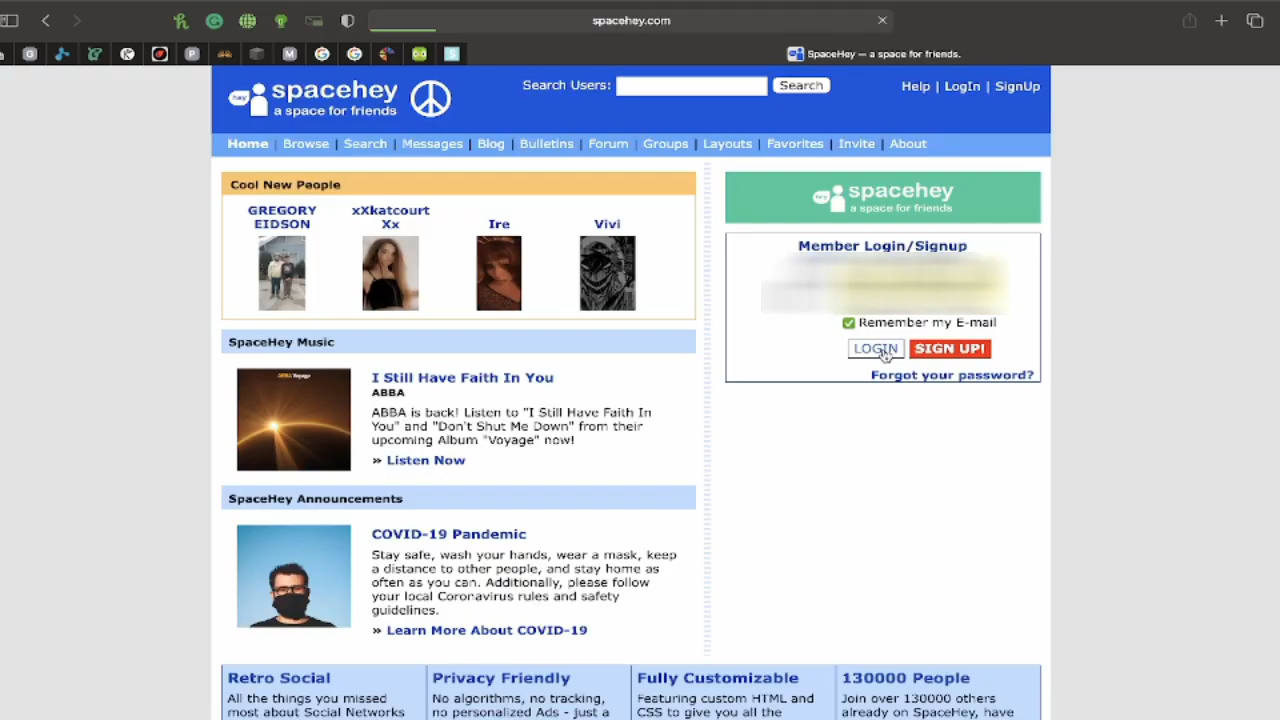 spacehey.com
SpaceHey — a space for friends.
hey
spacehey
a space for friends
Search Users:
Search
Help | LogIn | SignUp
Home | Browse | Search | Messages | Blog | Bulletins | Forum | Groups | Layouts | Favorites | Invite | About
Cool New People
GREGORY
xXkatcourt
Xx
Ire
Vivi
Spacehey Music
I Still Have Faith In You
ABBA
ABBA is back! Listen to "I Still Have Faith In
You" and "Don't Shut Me Down" from their
upcoming album "Voyage" now!
» Listen Now
SpaceHey Announcements
COVID-19 Pandemic
Stay safe, wash your hands, wear a mask, keep
a distance to other people, and stay home as
often as you can. Additionally, please follow
your local Coronavirus rules and safety
guidelines.
» Learn More About COVID-19
hey
spacehey
a space for friends
Member Login/Signup
Remember my E-mail
LOGIN
SIGN UP!
Forgot your password?
Retro Social
All the things you missed
most about Social Networks
Privacy Friendly
No algorithms, no tracking,
no personalized Ads - just a
Fully Customizable
Featuring custom HTML and
CSS to give you all the
130000 People
Join over 130000 others
already on SpaceHey, have